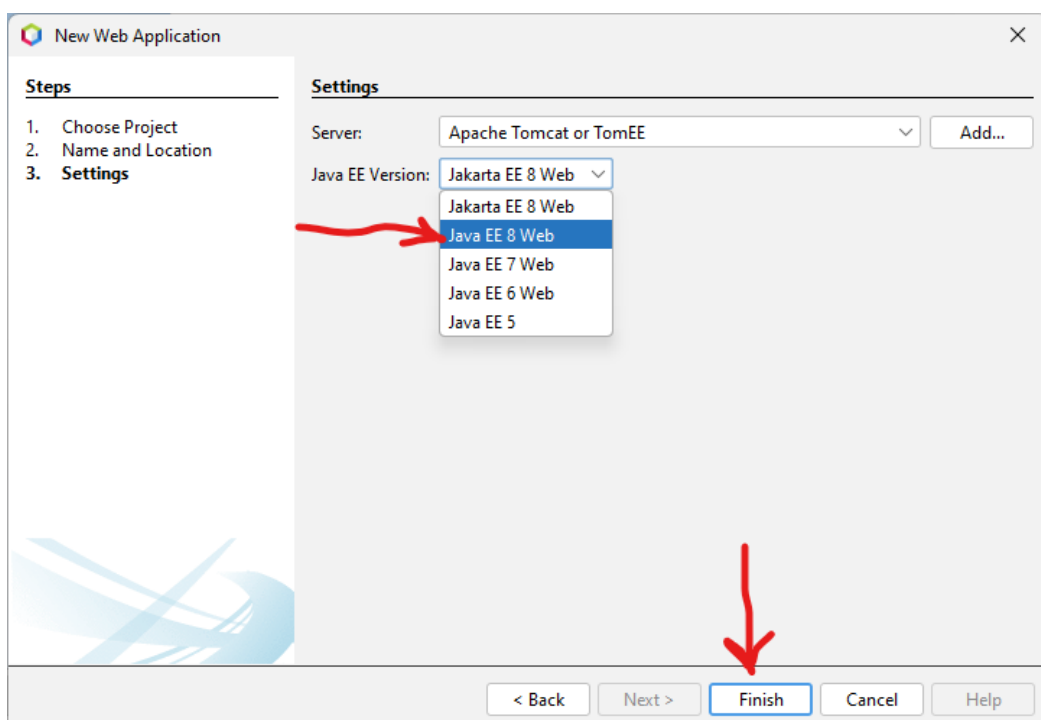 New Web Application
Steps
1. Choose Project
2. Name and Location
3. Settings
Settings
Server: Apache Tomcat or TomEE Add...
Java EE Version: Jakarta EE 8 Web
Jakarta EE 8 Web
Java EE 8 Web
Java EE 7 Web
Java EE 6 Web
Java EE 5
< Back Next > Finish Cancel Help